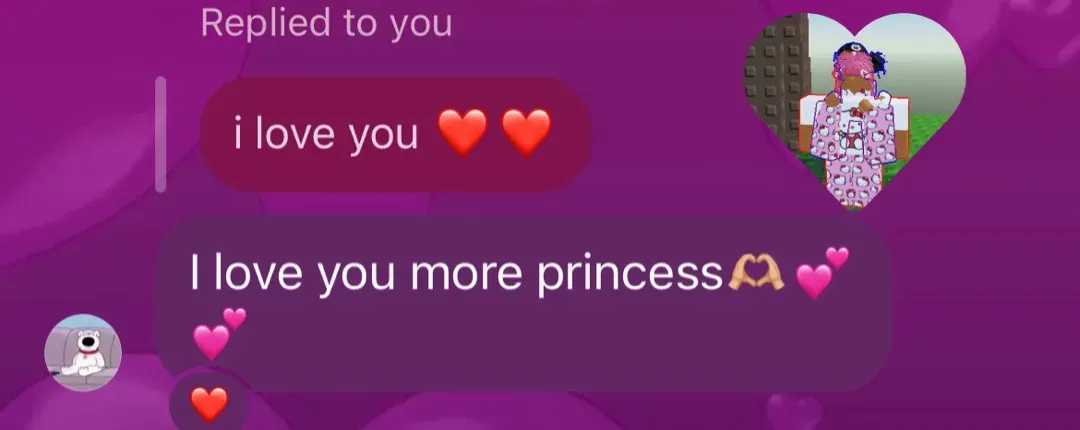 Replied to you
i love you ❤️ ❤️
I love you more princess🫶🏼 💕
💕
❤️